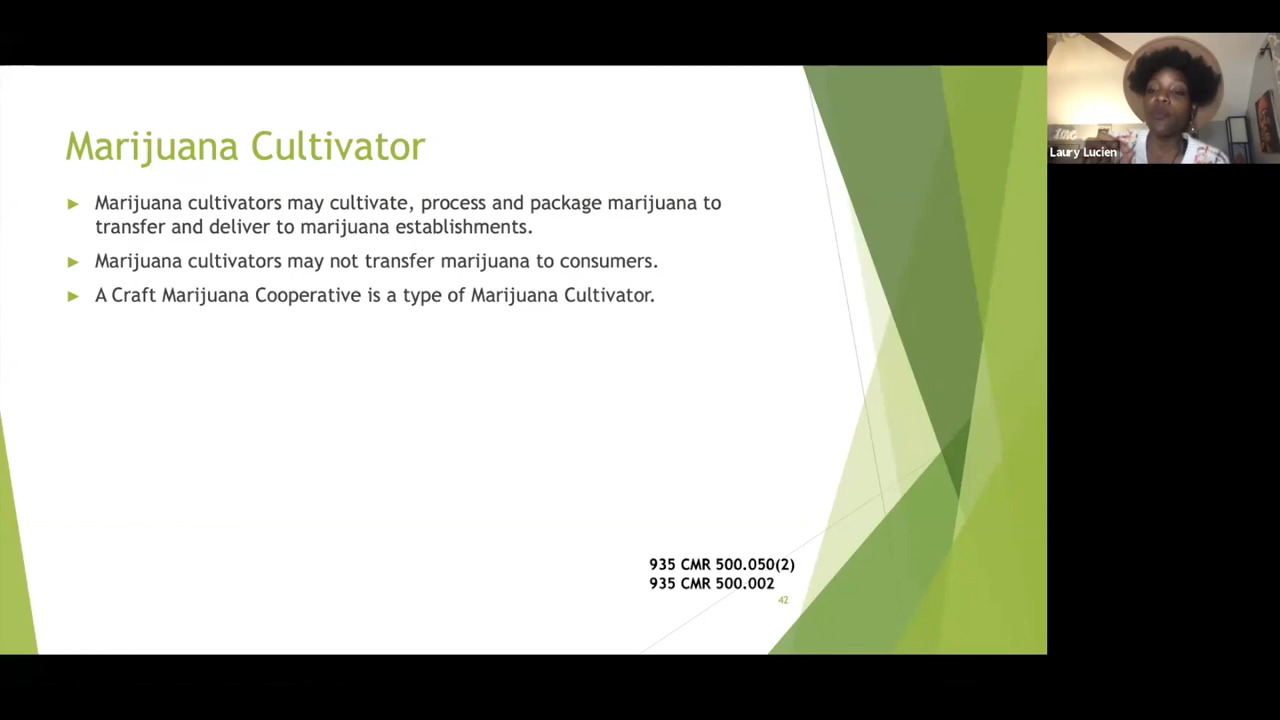 Marijuana Cultivator
Marijuana cultivators may cultivate, process and package marijuana to
transfer and deliver to marijuana establishments.
Marijuana cultivators may not transfer marijuana to consumers.
A Craft Marijuana Cooperative is a type of Marijuana Cultivator.
935 CMR 500.050(2)
935 CMR 500.002
42
LOVE
Laury Lucien